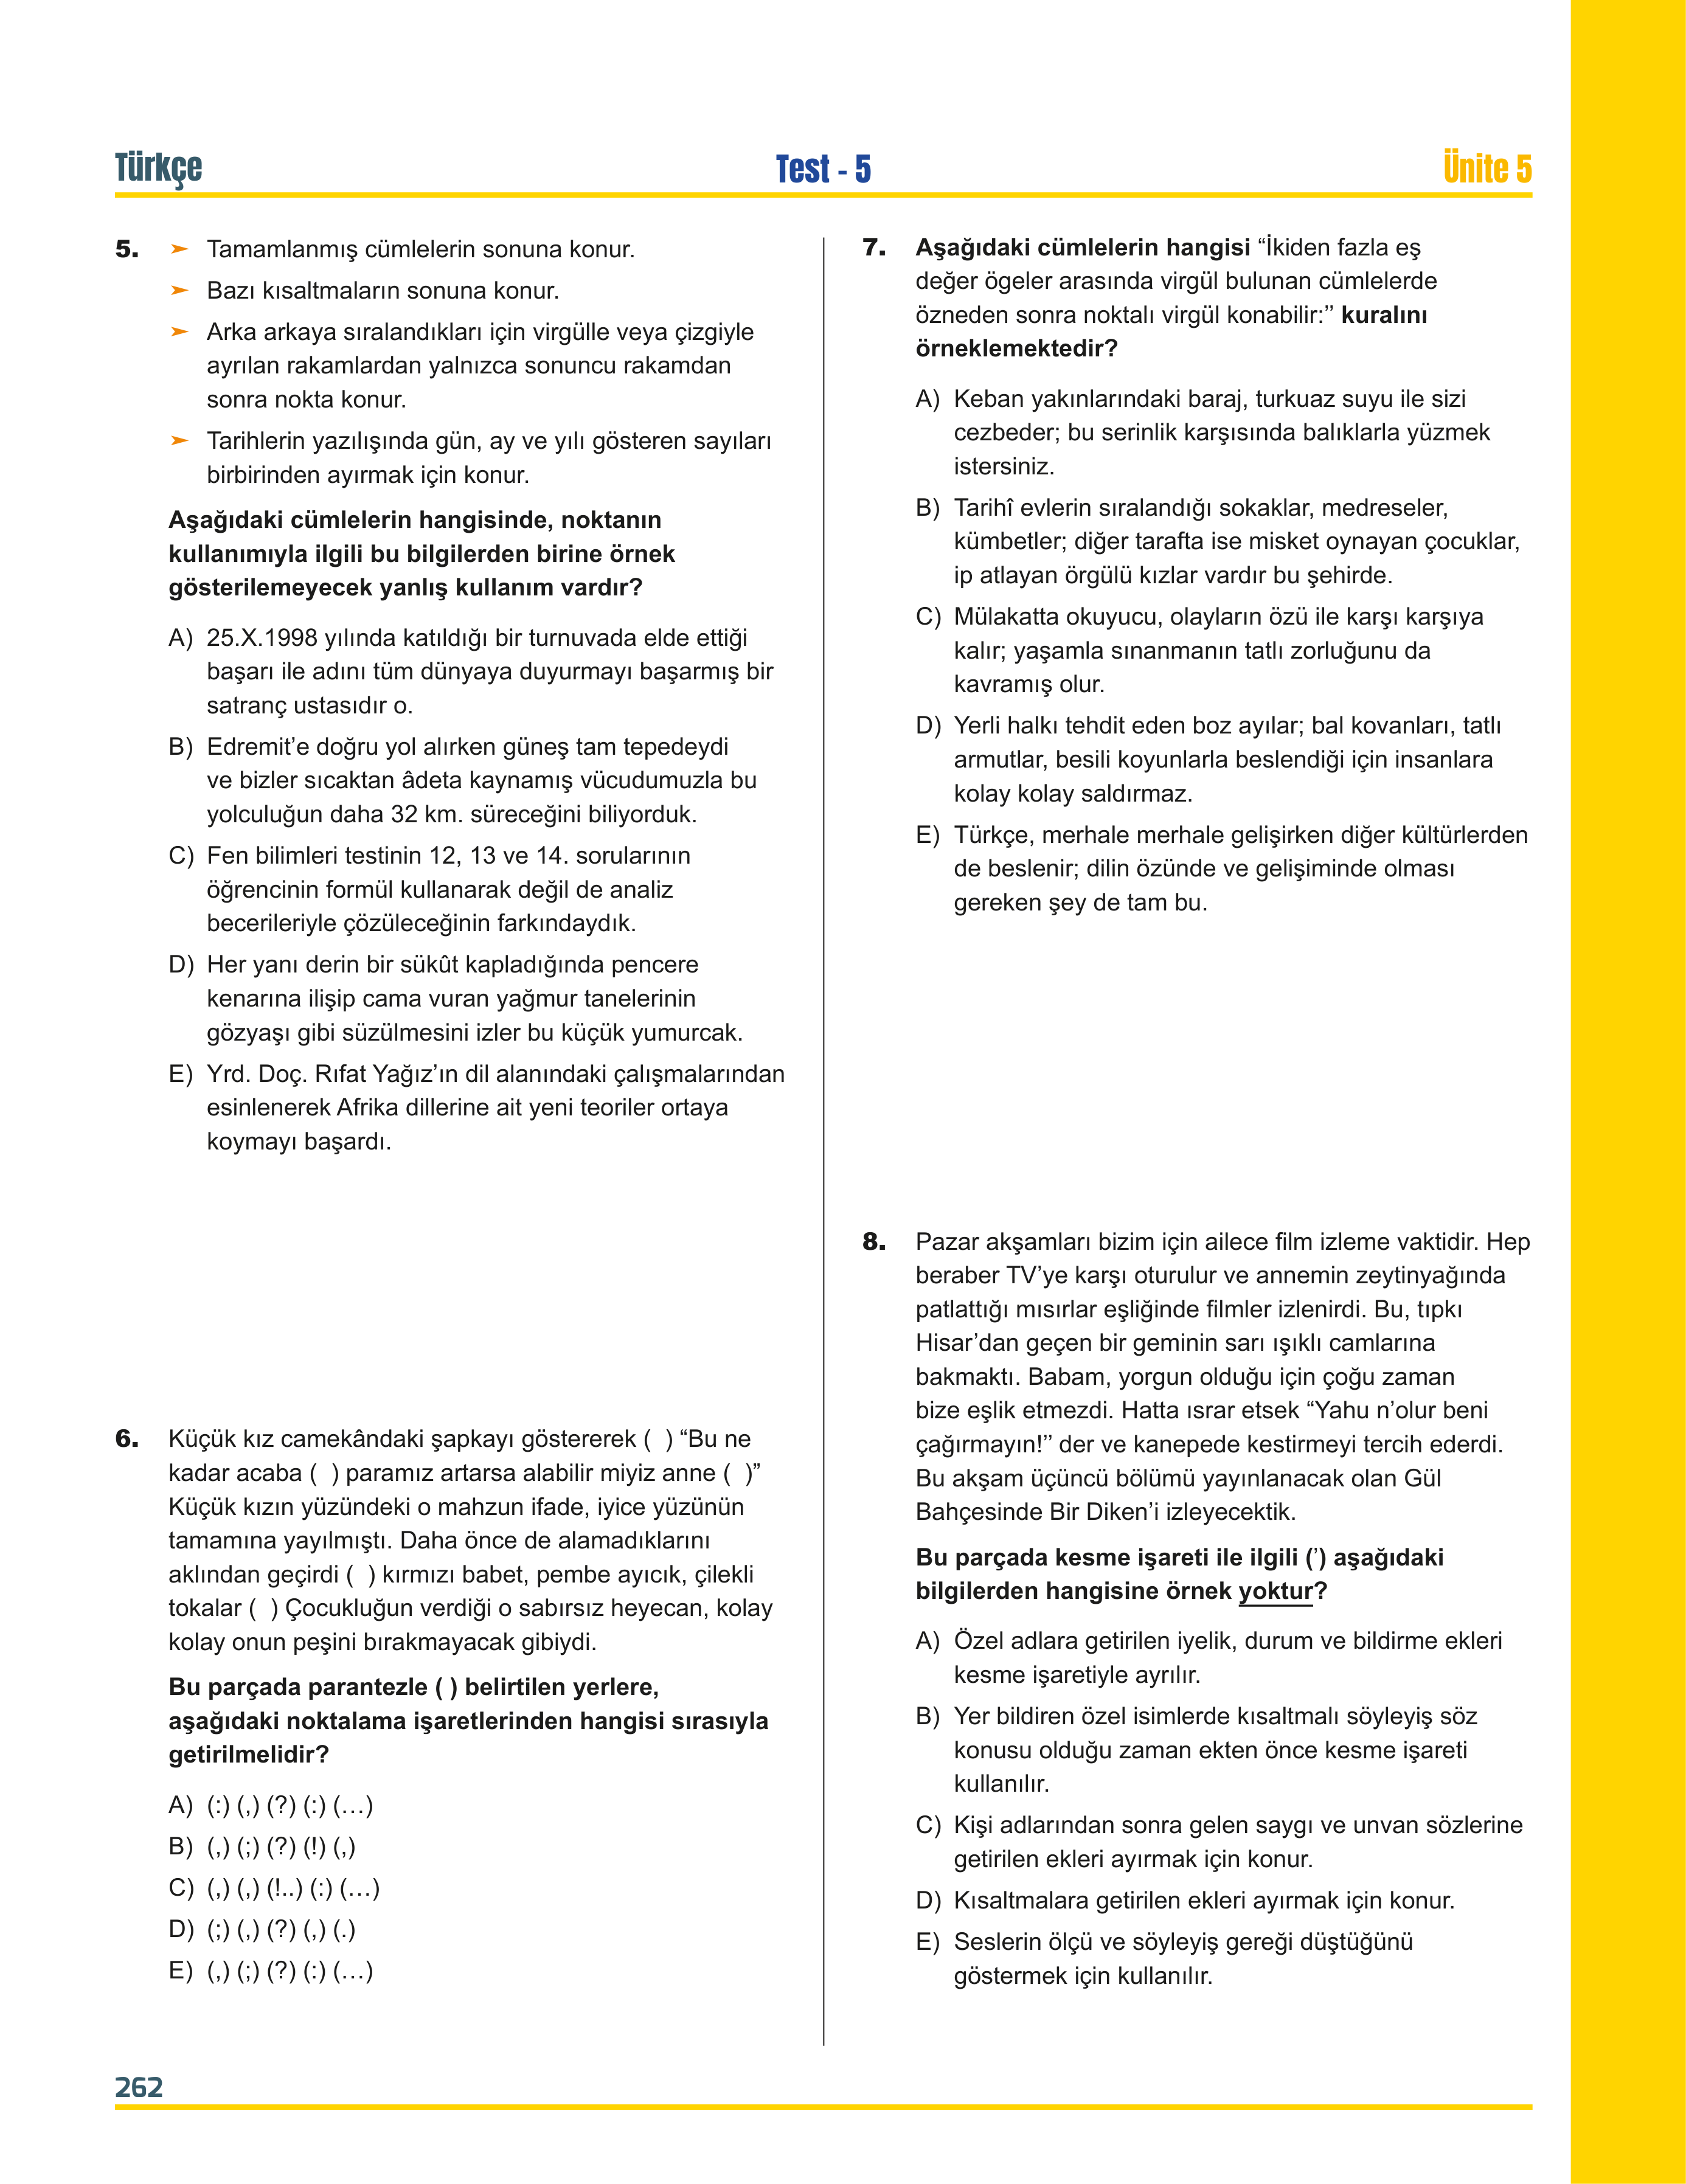 Türkçe
Test - 5
Ünite 5
5. ➤ Tamamlanmış cümlelerin sonuna konur.
➤ Bazı kısaltmaların sonuna konur.
➤ Arka arkaya sıralandıkları için virgülle veya çizgiyle
ayrılan rakamlardan yalnızca sonuncu rakamdan
sonra nokta konur.
➤ Tarihlerin yazılışında gün, ay ve yılı gösteren sayıları
birbirinden ayırmak için konur.
Aşağıdaki cümlelerin hangisinde, noktanın
kullanımıyla ilgili bu bilgilerden birine örnek
gösterilemeyecek yanlış kullanım vardır?
A) 25.X.1998 yılında katıldığı bir turnuvada elde ettiği
başarı ile adını tüm dünyaya duyurmayı başarmış bir
satranç ustasıdır o.
B) Edremit’e doğru yol alırken güneş tam tepedeydi
ve bizler sıcaktan âdeta kaynamış vücudumuzla bu
yolculuğun daha 32 km. süreceğini biliyorduk.
C) Fen bilimleri testinin 12, 13 ve 14. sorularının
öğrencinin formül kullanarak değil de analiz
becerileriyle çözüleceğinin farkındaydık.
D) Her yanı derin bir sükût kapladığında pencere
kenarına ilişip cama vuran yağmur tanelerinin
gözyaşı gibi süzülmesini izler bu küçük yumurcak.
E) Yrd. Doç. Rıfat Yağız’ın dil alanındaki çalışmalarından
esinlenerek Afrika dillerine ait yeni teoriler ortaya
koymayı başardı.
6. Küçük kız camekândaki şapkayı göstererek (  ) “Bu ne
kadar acaba (  ) paramız artarsa alabilir miyiz anne (  )”
Küçük kızın yüzündeki o mahzun ifade, iyice yüzünün
tamamına yayılmıştı. Daha önce de alamadıklarını
aklından geçirdi (  ) kırmızı babet, pembe ayıcık, çilekli
tokalar (  ) Çocukluğun verdiği o sabırsız heyecan, kolay
kolay onun peşini bırakmayacak gibiydi.
Bu parçada parantezle ( ) belirtilen yerlere,
aşağıdaki noktalama işaretlerinden hangisi sırasıyla
getirilmelidir?
A) (:) (,) (?) (:) (…)
B) (,) (;) (?) (!) (,)
C) (,) (,) (!..) (:) (…)
D) (;) (,) (?) (,) (.)
E) (,) (;) (?) (:) (…)
7. Aşağıdaki cümlelerin hangisi “İkiden fazla eş
değer ögeler arasında virgül bulunan cümlelerde
özneden sonra noktalı virgül konabilir:’’ kuralını
örneklemektedir?
A) Keban yakınlarındaki baraj, turkuaz suyu ile sizi
cezbeder; bu serinlik karşısında balıklarla yüzmek
istersiniz.
B) Tarihî evlerin sıralandığı sokaklar, medreseler,
kümbetler; diğer tarafta ise misket oynayan çocuklar,
ip atlayan örgülü kızlar vardır bu şehirde.
C) Mülakatta okuyucu, olayların özü ile karşı karşıya
kalır; yaşamla sınanmanın tatlı zorluğunu da
kavramış olur.
D) Yerli halkı tehdit eden boz ayılar; bal kovanları, tatlı
armutlar, besili koyunlarla beslendiği için insanlara
kolay kolay saldırmaz.
E) Türkçe, merhale merhale gelişirken diğer kültürlerden
de beslenir; dilin özünde ve gelişiminde olması
gereken şey de tam bu.
8. Pazar akşamları bizim için ailece film izleme vaktidir. Hep
beraber TV’ye karşı oturulur ve annemin zeytinyağında
patlattığı mısırlar eşliğinde filmler izlenirdi. Bu, tıpkı
Hisar’dan geçen bir geminin sarı ışıklı camlarına
bakmaktı. Babam, yorgun olduğu için çoğu zaman
bize eşlik etmezdi. Hatta ısrar etsek “Yahu n’olur beni
çağırmayın!’’ der ve kanepede kestirmeyi tercih ederdi.
Bu akşam üçüncü bölümü yayınlanacak olan Gül
Bahçesinde Bir Diken’i izleyecektik.
Bu parçada kesme işareti ile ilgili (’) aşağıdaki
bilgilerden hangisine örnek yoktur?
A) Özel adlara getirilen iyelik, durum ve bildirme ekleri
kesme işaretiyle ayrılır.
B) Yer bildiren özel isimlerde kısaltmalı söyleyiş söz
konusu olduğu zaman ekten önce kesme işareti
kullanılır.
C) Kişi adlarından sonra gelen saygı ve unvan sözlerine
getirilen ekleri ayırmak için konur.
D) Kısaltmalara getirilen ekleri ayırmak için konur.
E) Seslerin ölçü ve söyleyiş gereği düştüğünü
göstermek için kullanılır.
262